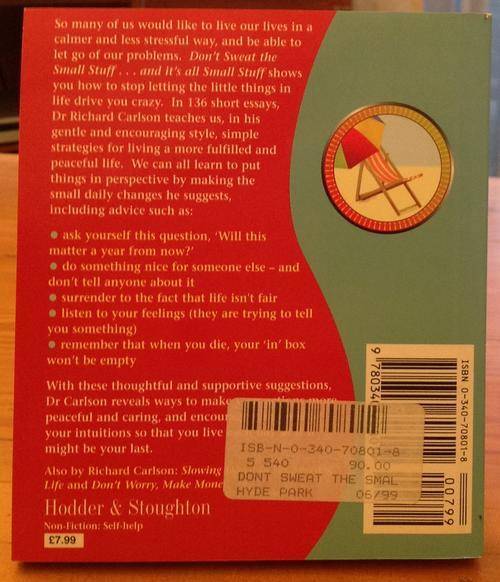 So many of us would like to live our lives in a
calmer and less stressful way, and be able to
let go of our problems. Don't Sweat the
Small Stuff . . . and it's all Small Stuff shows
you how to stop letting the little things in
life drive you crazy. In 136 short essays,
Dr Richard Carlson teaches us, in his
gentle and encouraging style, simple
strategies for living a more fulfilled and
peaceful life. We can all learn to put
things in perspective by making the
small daily changes he suggests,
including advice such as:
● ask yourself this question, 'Will this
matter a year from now?'
● do something nice for someone else – and
don't tell anyone about it
● surrender to the fact that life isn't fair
● listen to your feelings (they are trying to tell
you something)
● remember that when you die, your 'in' box
won't be empty
With these thoughtful and supportive suggestions,
Dr Carlson reveals ways to make
peaceful and caring, and encour
your intuitions so that you live
might be your last.
Also by Richard Carlson: Slowing
Life and Don't Worry, Make Mone
Hodder & Stoughton
Non-Fiction: Self-help
£7.99
ISB-N-0-340-70801-8
5 540 90.00
DONT SWEAT THE SMAL
HYDE PARK 06/99
ISBN 0-340-70801-8
9 780340
00799